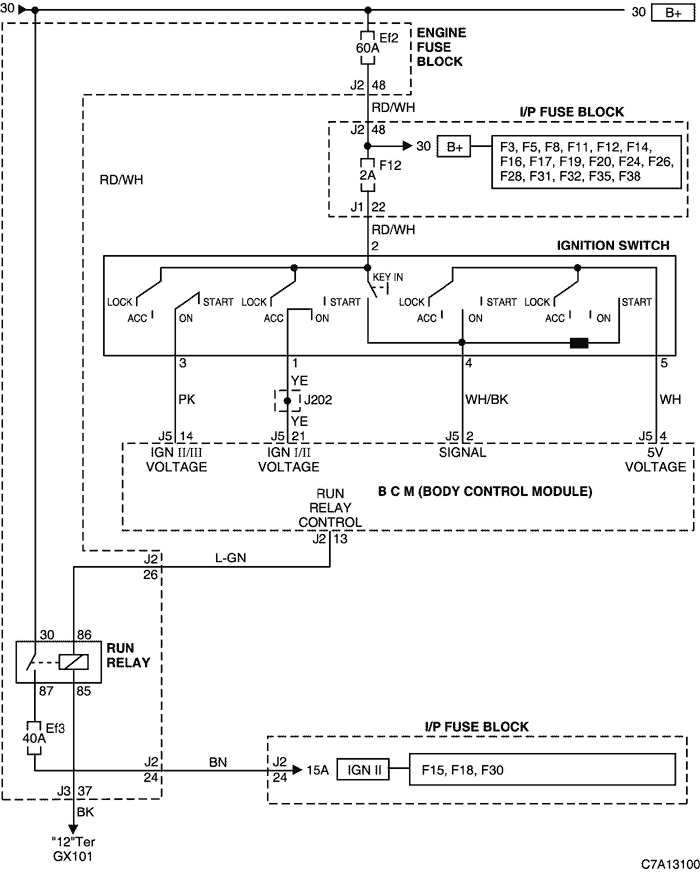 30
30 B+
Ef2
60A
ENGINE
FUSE
BLOCK
J2 48
RD/WH
I/P FUSE BLOCK
J2 48
30 B+
F3, F5, F8, F11, F12, F14,
F16, F17, F19, F20, F24, F26,
F28, F31, F32, F35, F38
F12
2A
RD/WH
J1 22
RD/WH
2
IGNITION SWITCH
KEY IN
LOCK START LOCK START LOCK START LOCK START
ACC ON ACC ON ACC ON ACC ON
3 1 4 5
YE
PK J202 WH/BK WH
YE
J5 14 J5 21 J5 2 J5 4
IGN II/III IGN I/II SIGNAL 5V
VOLTAGE VOLTAGE VOLTAGE
B C M (BODY CONTROL MODULE)
RUN
RELAY
CONTROL
J2 13
L-GN
J2
26
30 86
RUN
RELAY
87 85
Ef3
40A
I/P FUSE BLOCK
J2 BN J2
24 24
15A IGN II F15, F18, F30
J3 37
BK
"12"Ter
GX101
C7A13100